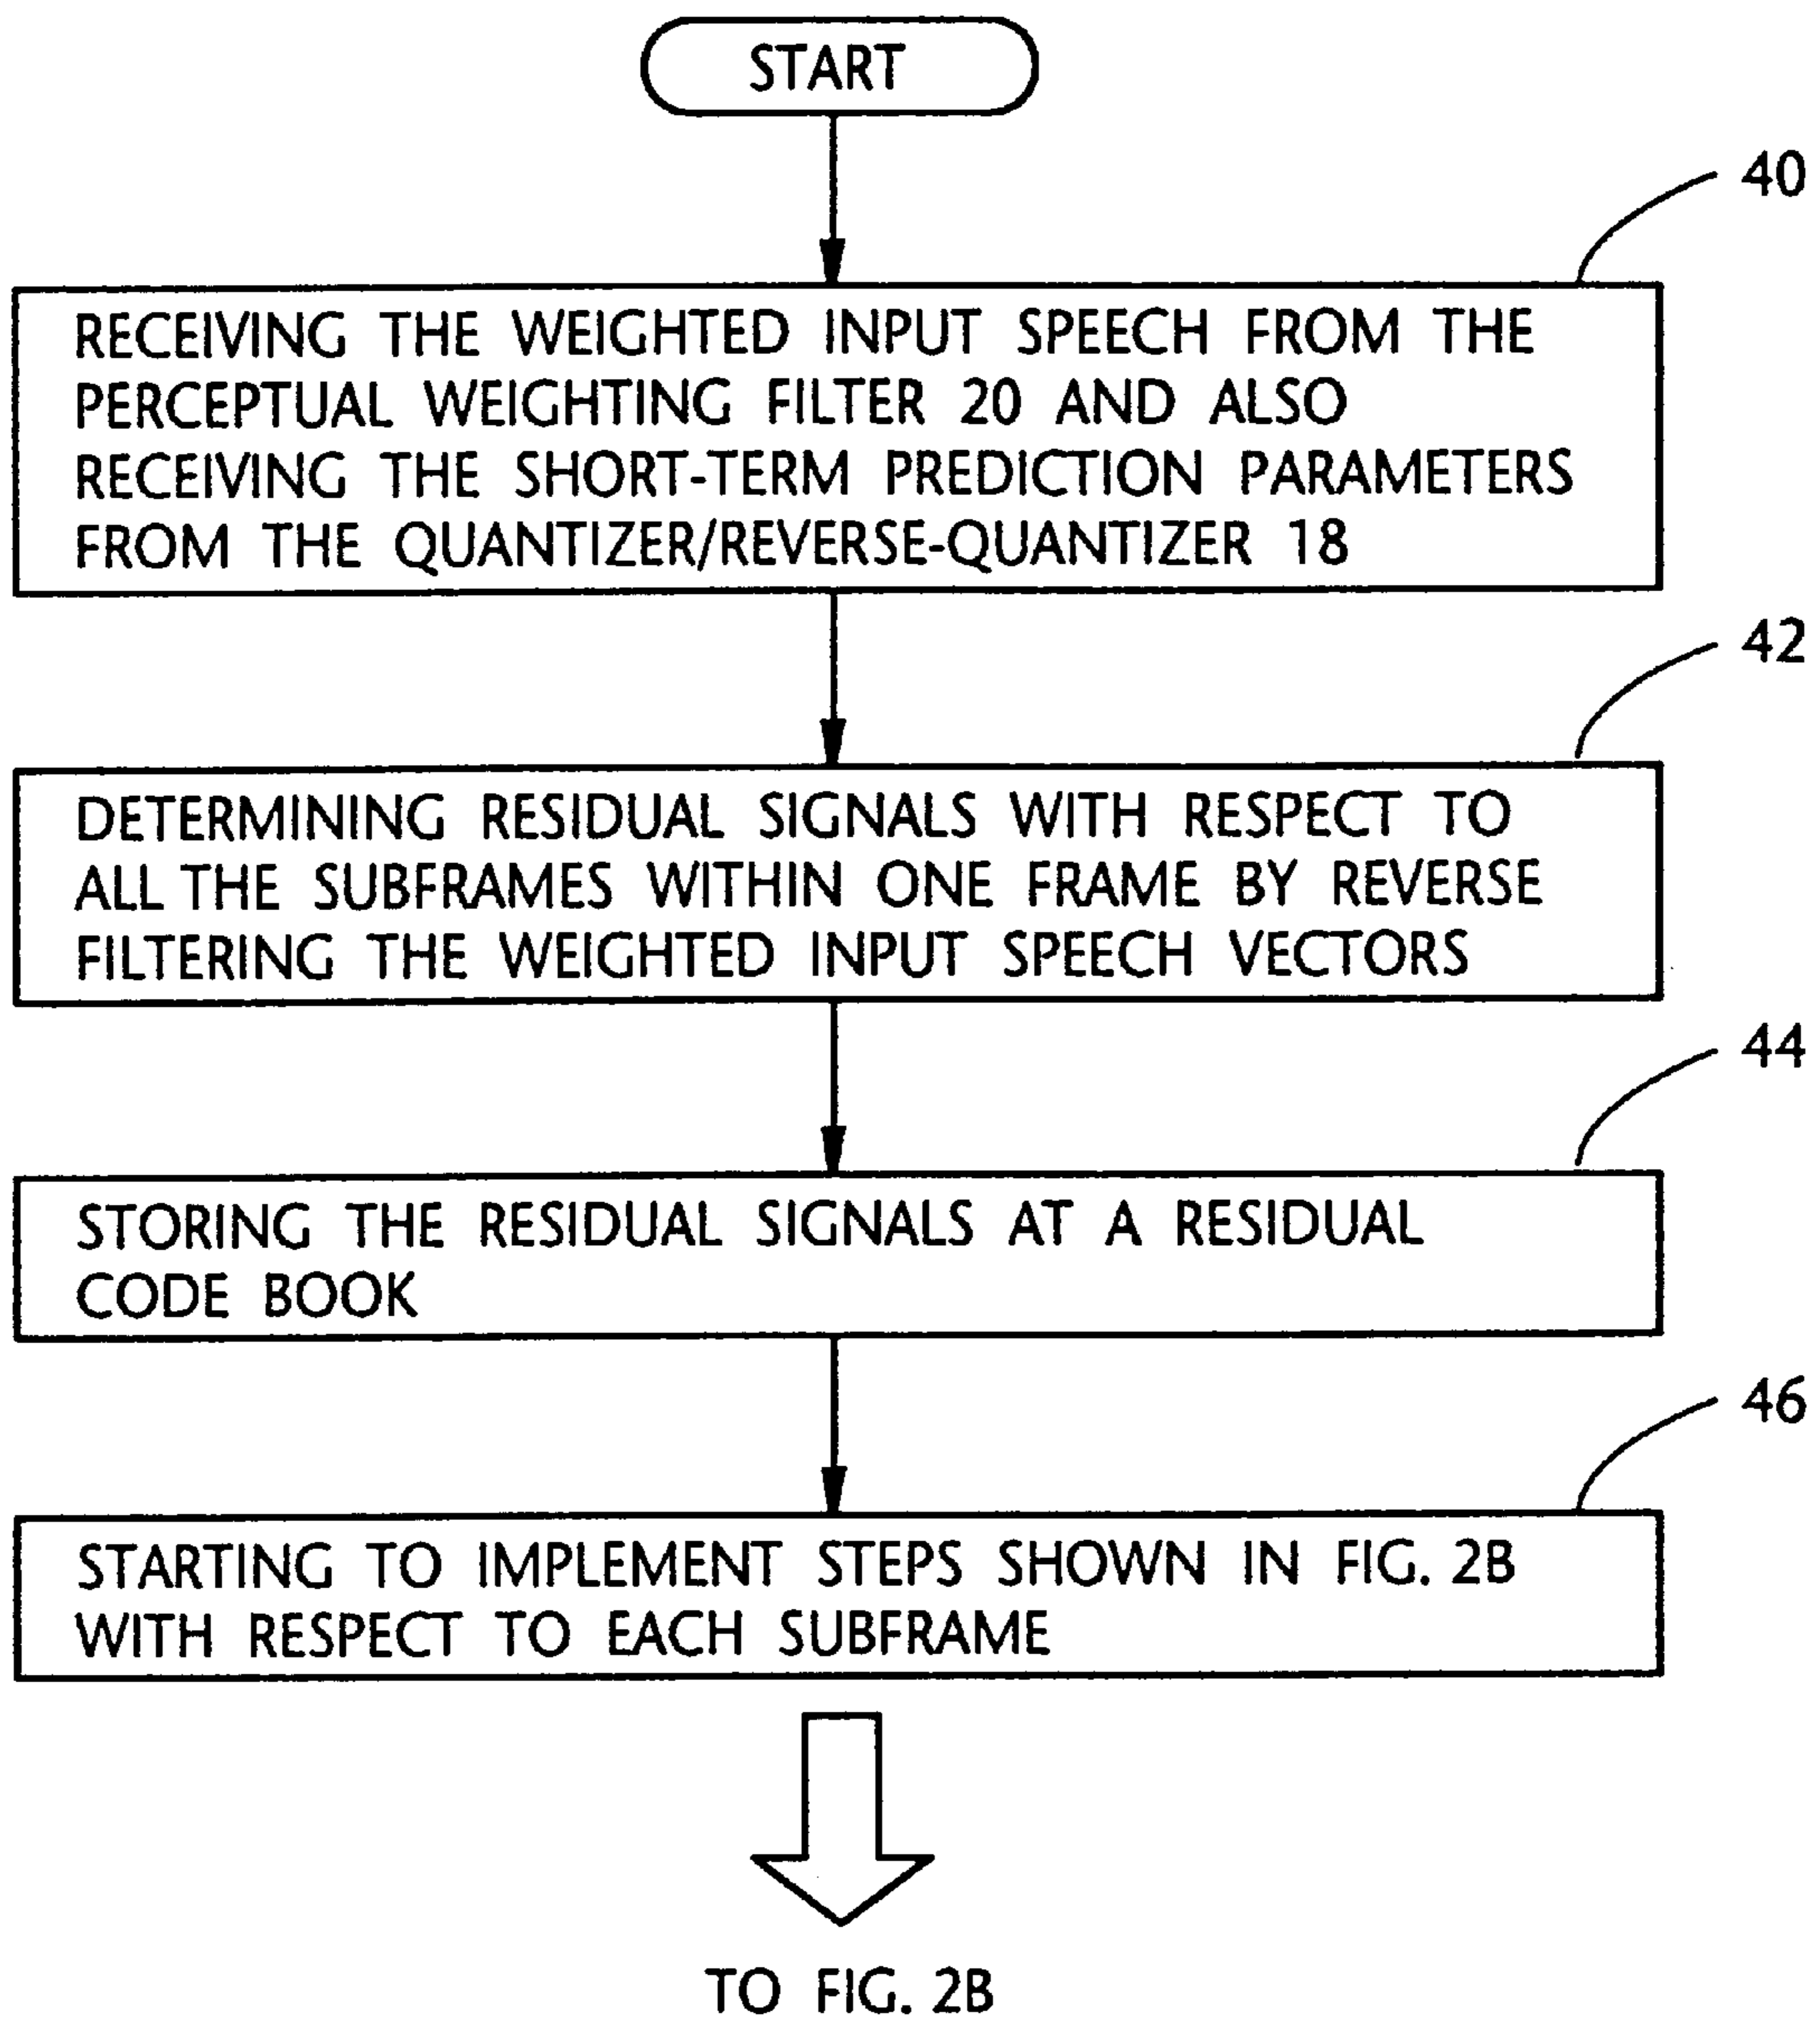 START
40
RECEIVING THE WEIGHTED INPUT SPEECH FROM THE
PERCEPTUAL WEIGHTING FILTER 20 AND ALSO
RECEIVING THE SHORT-TERM PREDICTION PARAMETERS
FROM THE QUANTIZER/REVERSE-QUANTIZER 18
42
DETERMINING RESIDUAL SIGNALS WITH RESPECT TO
ALL THE SUBFRAMES WITHIN ONE FRAME BY REVERSE
FILTERING THE WEIGHTED INPUT SPEECH VECTORS
44
STORING THE RESIDUAL SIGNALS AT A RESIDUAL
CODE BOOK
46
STARTING TO IMPLEMENT STEPS SHOWN IN FIG. 2B
WITH RESPECT TO EACH SUBFRAME
TO FIG. 2B